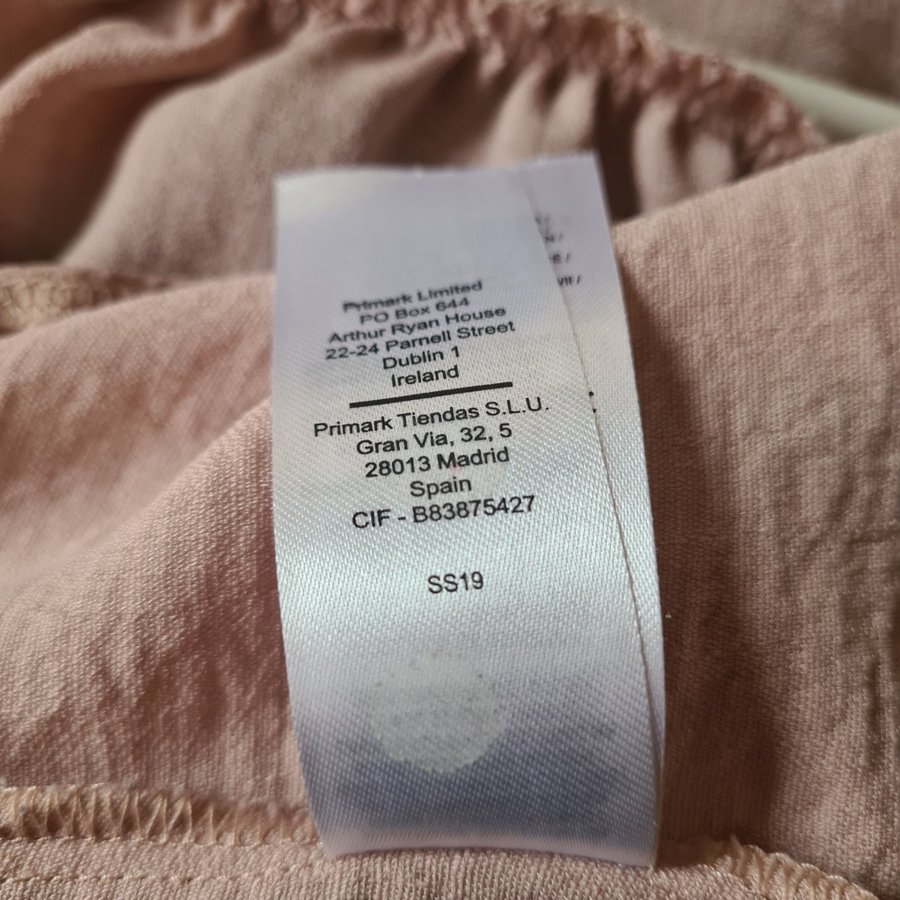 Primark Limited
PO Box 644
Arthur Ryan House
22-24 Parnell Street
Dublin 1
Ireland
Primark Tiendas S.L.U.
Gran Via, 32, 5
28013 Madrid
Spain
CIF - B83875427
SS19